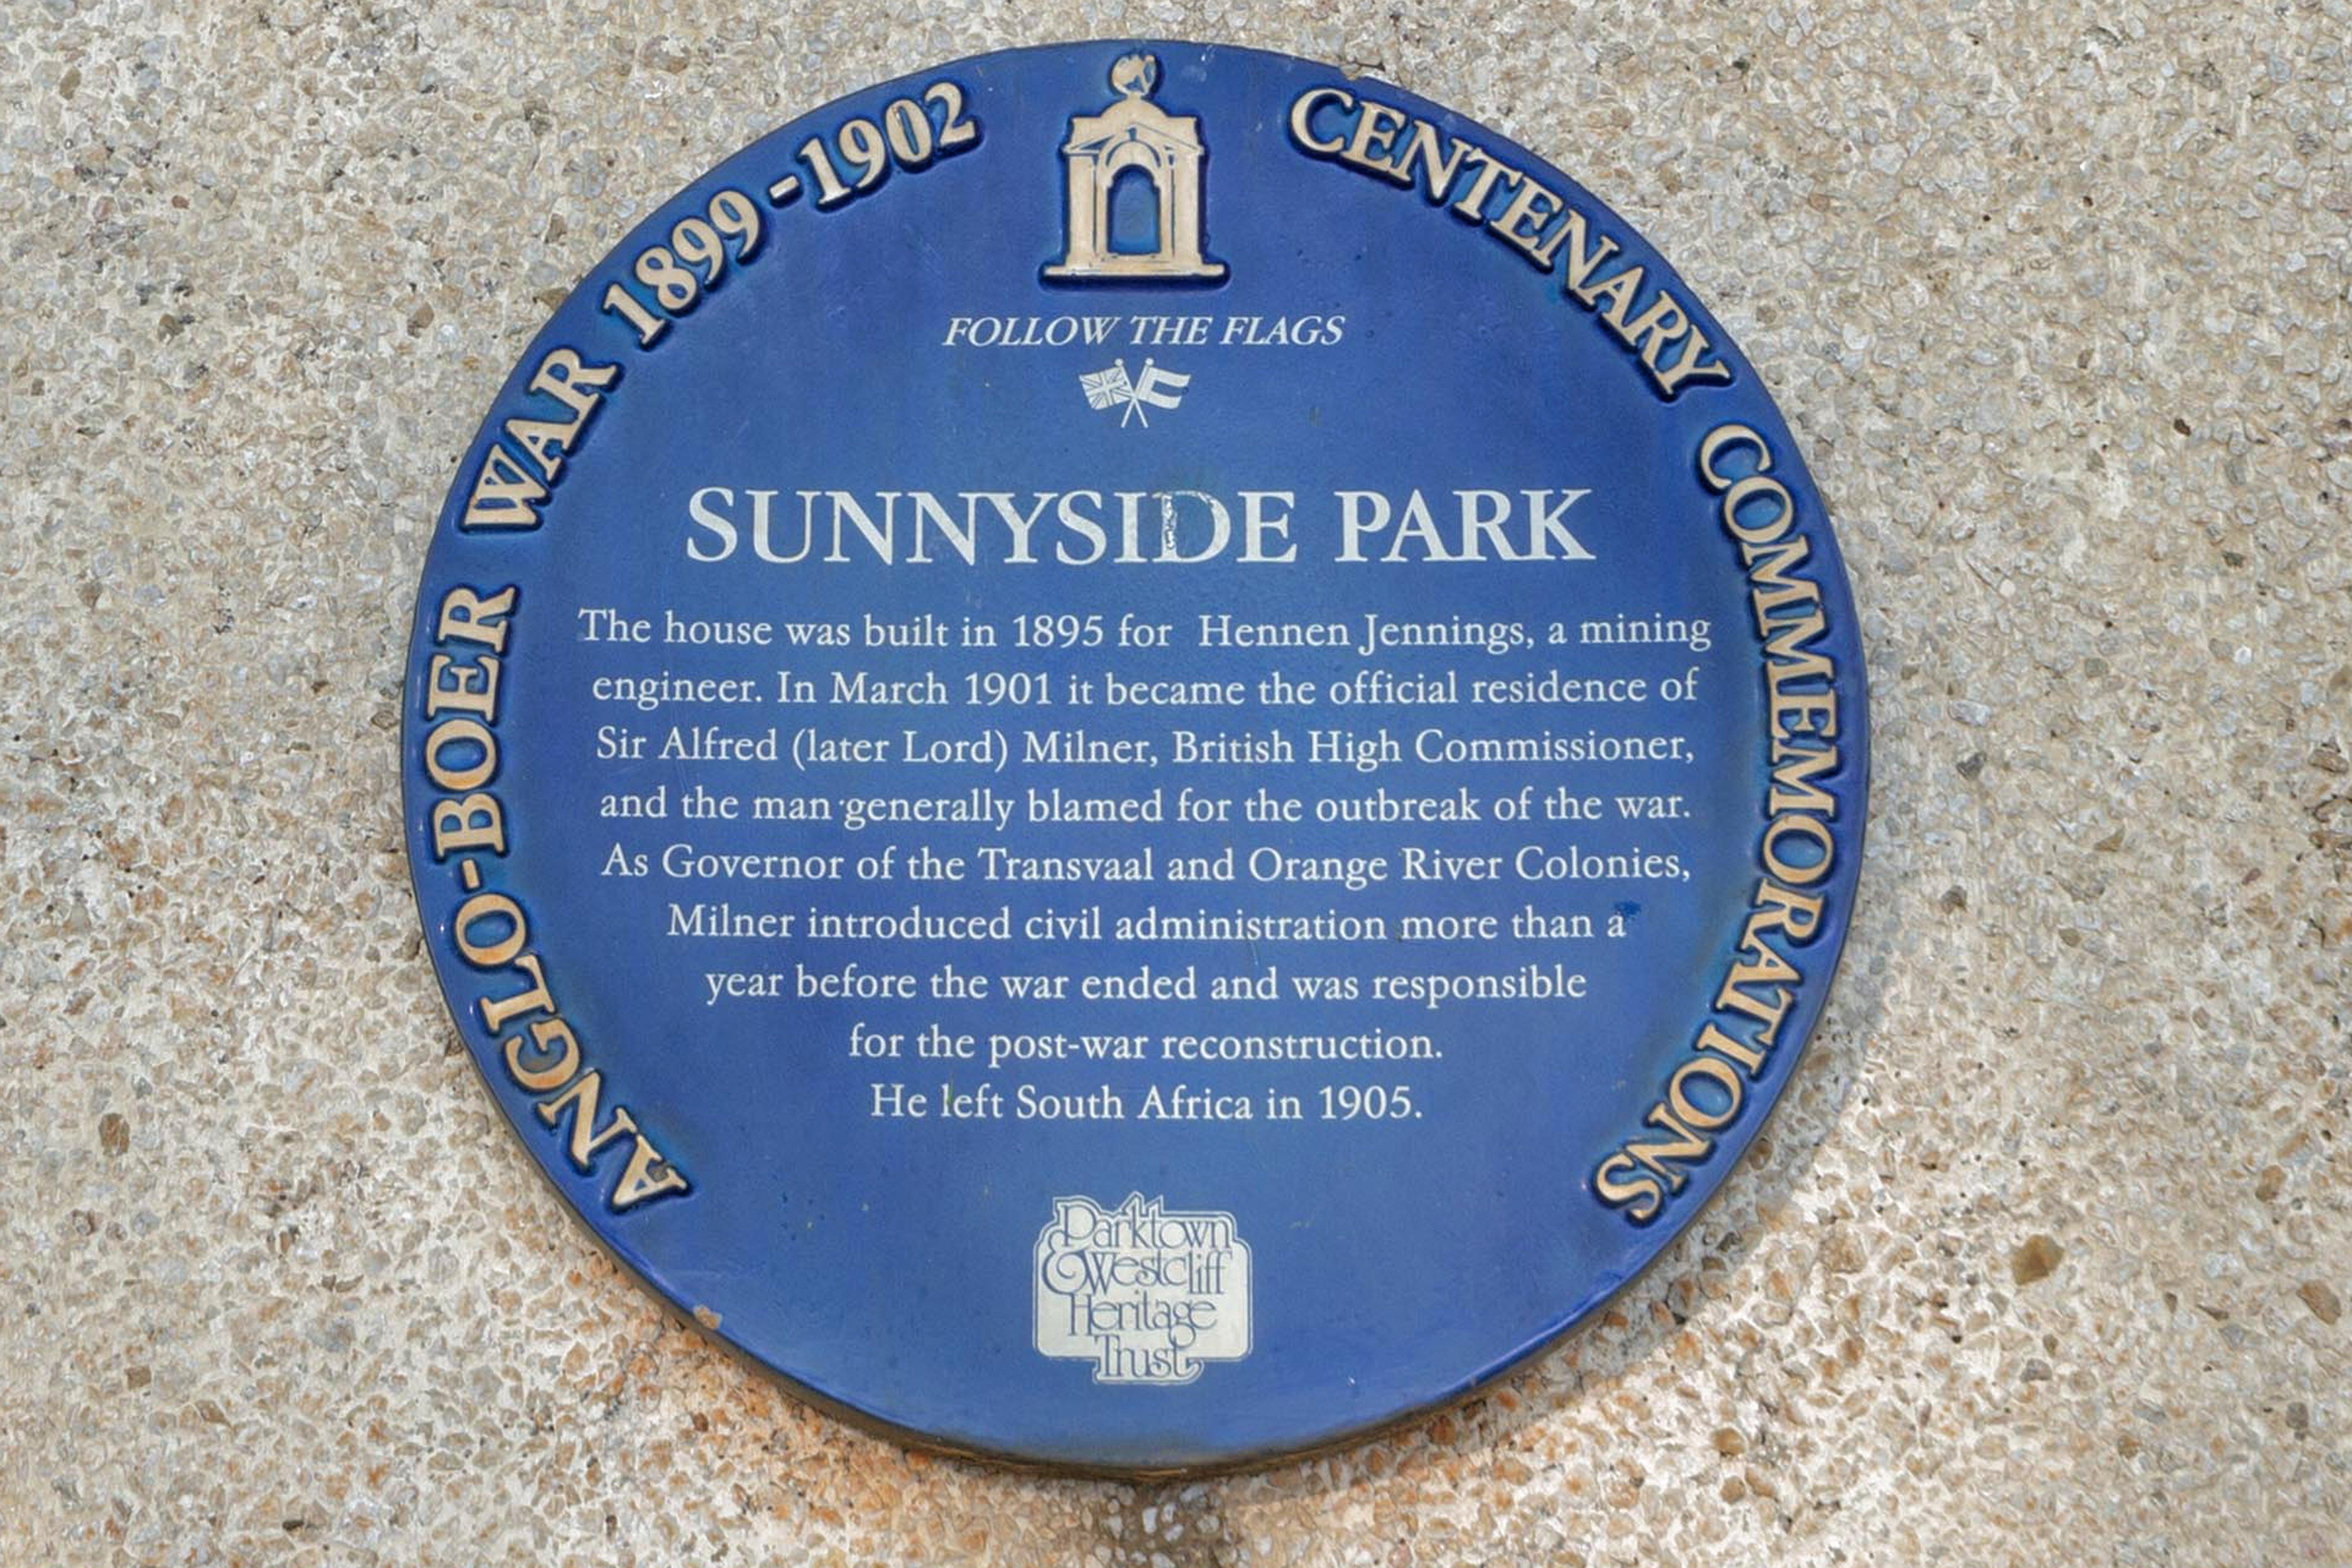 ANGLO-BOER WAR 1899-1902
CENTENARY COMMEMORATIONS
FOLLOW THE FLAGS
SUNNYSIDE PARK
The house was built in 1895 for Hennen Jennings, a mining
engineer. In March 1901 it became the official residence of
Sir Alfred (later Lord) Milner, British High Commissioner,
and the man generally blamed for the outbreak of the war.
As Governor of the Transvaal and Orange River Colonies,
Milner introduced civil administration more than a
year before the war ended and was responsible
for the post-war reconstruction.
He left South Africa in 1905.
Parktown
& Westcliff
Heritage
Trust